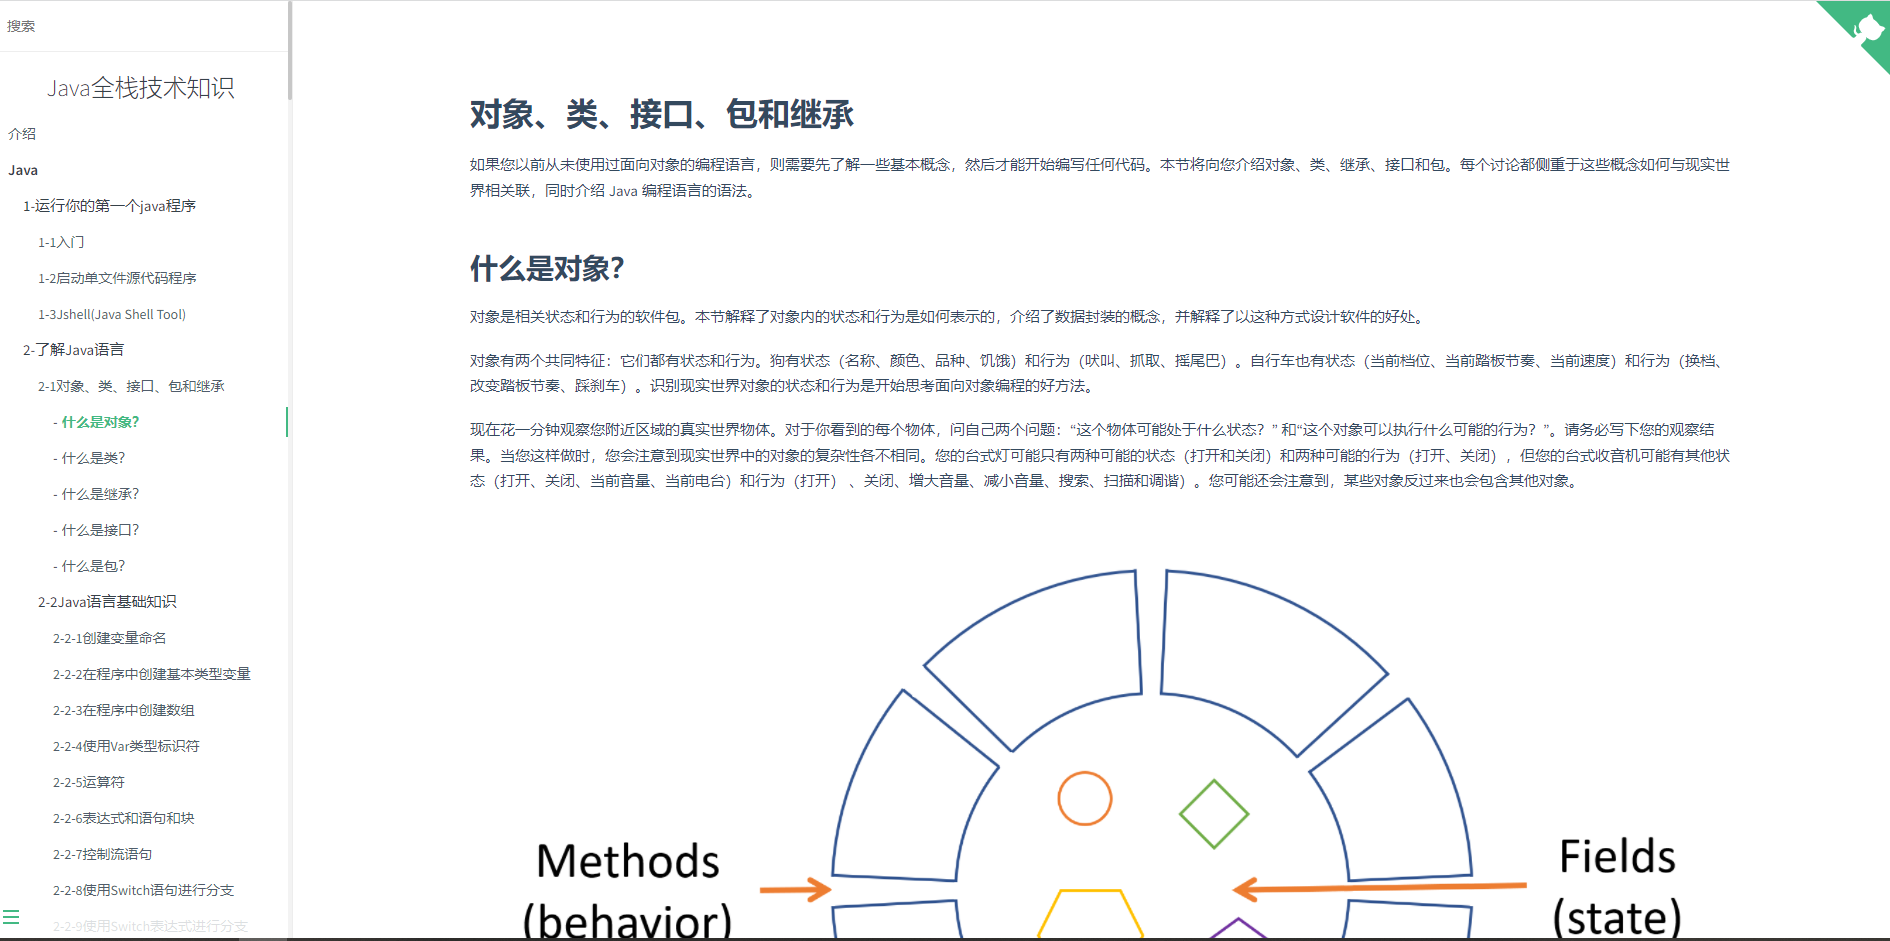 搜索
Java全栈技术知识
介绍
Java
1-运行你的第一个java程序
1-1入门
1-2启动单文件源代码程序
1-3Jshell(Java Shell Tool)
2-了解Java语言
2-1对象、类、接口、包和继承
- 什么是对象？
- 什么是类？
- 什么是继承？
- 什么是接口？
- 什么是包？
2-2Java语言基础知识
2-2-1创建变量命名
2-2-2在程序中创建基本类型变量
2-2-3在程序中创建数组
2-2-4使用Var类型标识符
2-2-5运算符
2-2-6表达式和语句和块
2-2-7控制流语句
2-2-8使用Switch语句进行分支
2-2-9使用Switch表达式进行分支
对象、类、接口、包和继承
如果您以前从未使用过面向对象的编程语言，则需要先了解一些基本概念，然后才能开始编写任何代码。本节将向您介绍对象、类、继承、接口和包。每个讨论都侧重于这些概念如何与现实世
界相关联，同时介绍 Java 编程语言的语法。
什么是对象？
对象是相关状态和行为的软件包。本节解释了对象内的状态和行为是如何表示的，介绍了数据封装的概念，并解释了以这种方式设计软件的好处。
对象有两个共同特征：它们都有状态和行为。狗有状态（名称、颜色、品种、饥饿）和行为（吠叫、抓取、摇尾巴）。自行车也有状态（当前档位、当前踏板节奏、当前速度）和行为（换档、
改变踏板节奏、踩刹车）。识别现实世界对象的状态和行为是开始思考面向对象编程的好方法。
现在花一分钟观察您附近区域的真实世界物体。对于你看到的每个物体，问自己两个问题：“这个物体可能处于什么状态？” 和“这个对象可以执行什么可能的行为？”。请务必写下您的观察结
果。当您这样做时，您会注意到现实世界中的对象的复杂性各不相同。您的台式灯可能只有两种可能的状态（打开和关闭）和两种可能的行为（打开、关闭），但您的台式收音机可能有其他状
态（打开、关闭、当前音量、当前电台）和行为（打开） 、关闭、增大音量、减小音量、搜索、扫描和调谐）。您可能还会注意到，某些对象反过来也会包含其他对象。
Methods
(behavior)
Fields
(state)